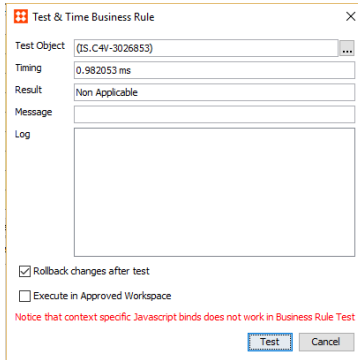 Test & Time Business Rule
Test Object (IS.C4V-3026853) ...
Timing 0.982053 ms
Result Non Applicable
Message
Log
Rollback changes after test
Execute in Approved Workspace
Notice that context specific Javascript binds does not work in Business Rule Test
Test Cancel